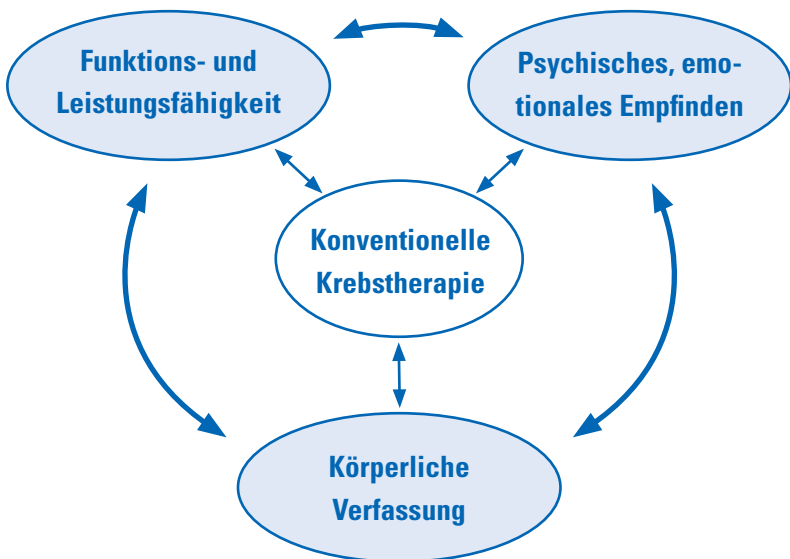 Funktions- und
Leistungsfähigkeit
Psychisches, emo-
tionales Empfinden
Konventionelle
Krebstherapie
Körperliche
Verfassung